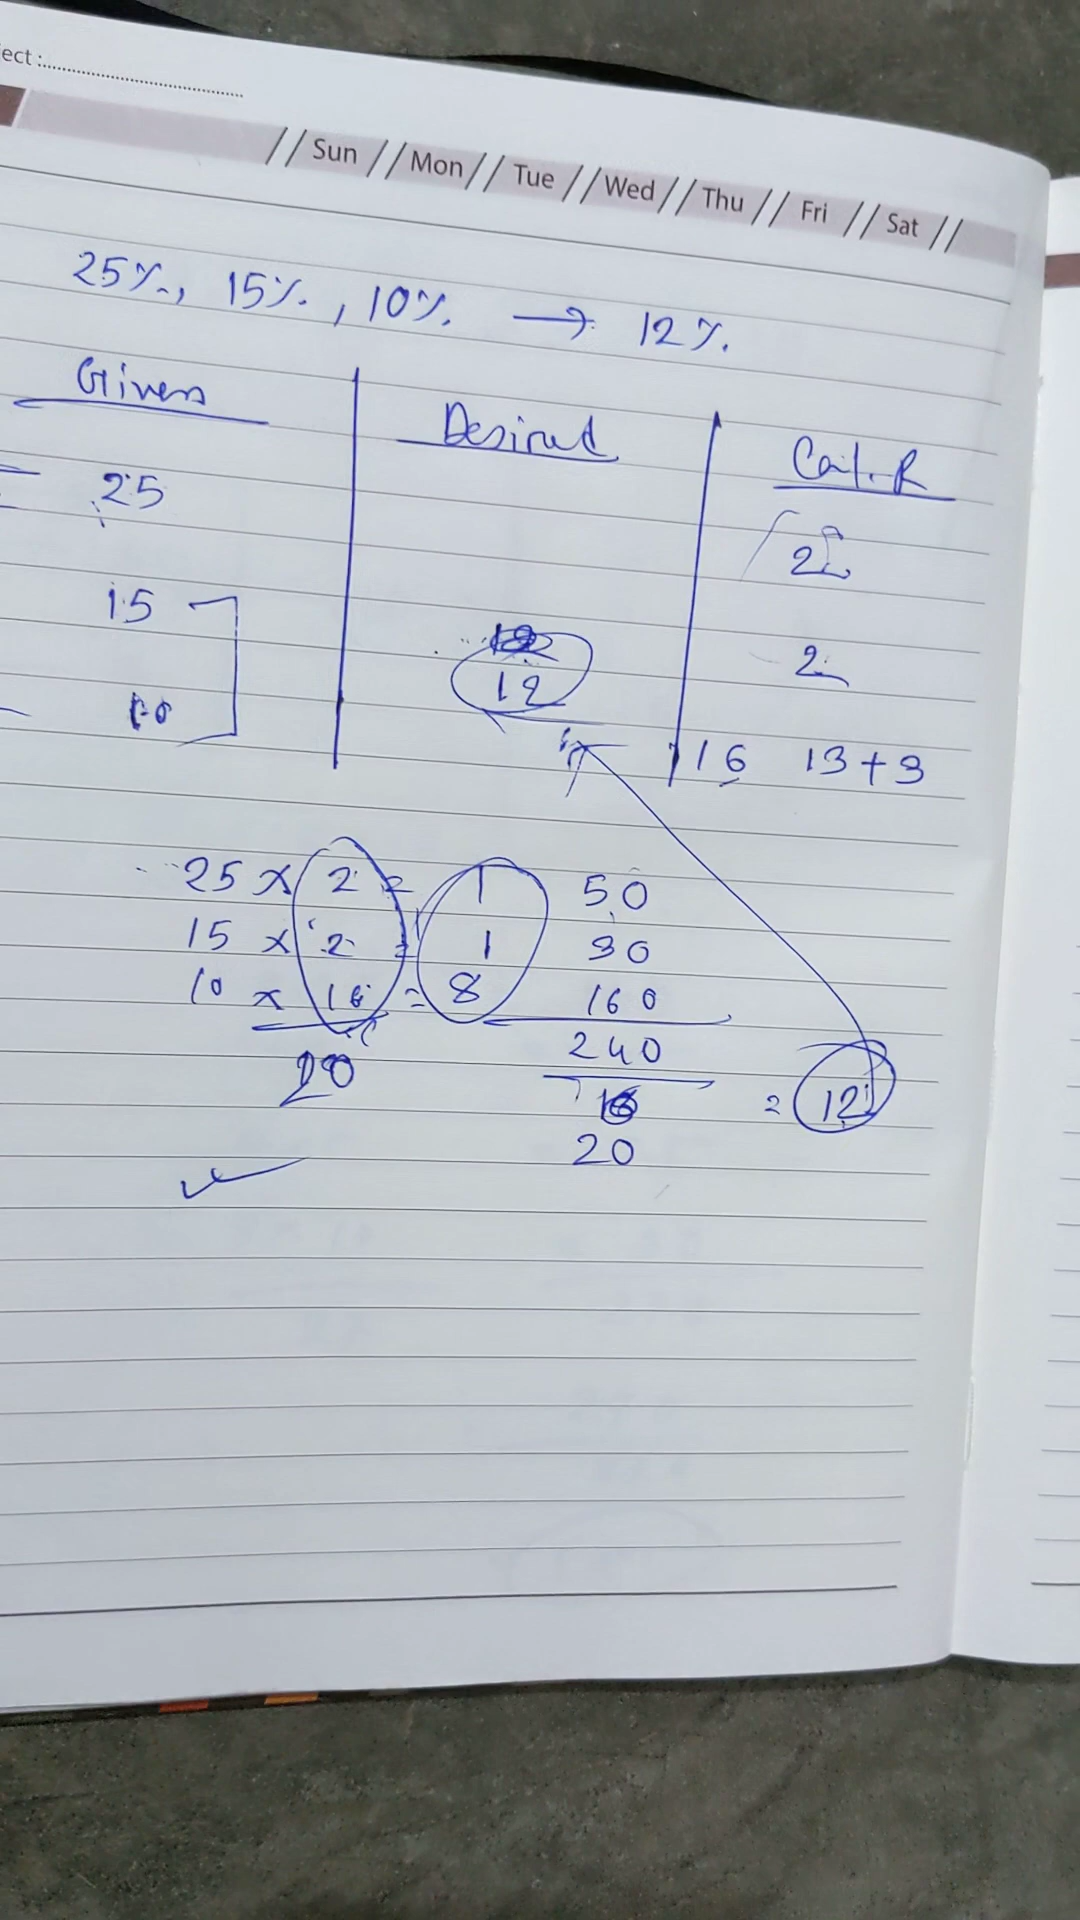 ect :
// Sun // Mon // Tue // Wed // Thu // Fri // Sat //
25%, 15%, 10% → 12%.
Given Desired Cal. R
25 2
15 2
10 12 16 13+3
25 × 2 = 1 50
15 × 2 = 1 30
10 × 16 = 8 160
20 240
20 = 12